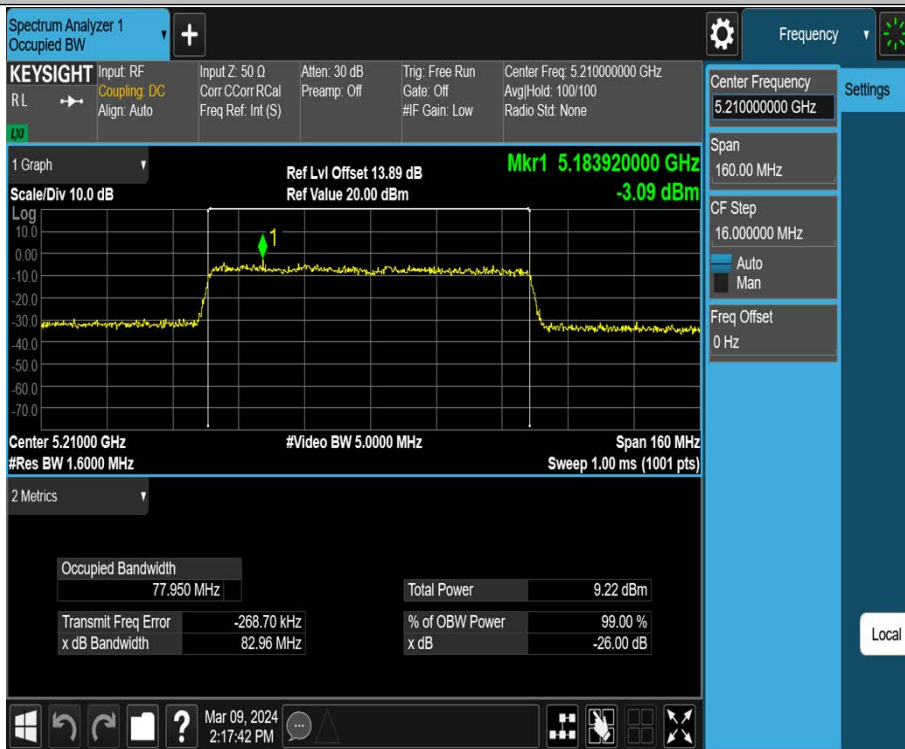 Spectrum Analyzer 1
Occupied BW
+
Frequency
KEYSIGHT
R L
LXI
Input: RF
Coupling: DC
Align: Auto
Input Z: 50 Ω
Corr CCorr RCal
Freq Ref: Int (S)
Atten: 30 dB
Preamp: Off
Trig: Free Run
Gate: Off
#IF Gain: Low
Center Freq: 5.210000000 GHz
Avg|Hold: 100/100
Radio Std: None
Center Frequency
5.210000000 GHz
Settings
Span
160.00 MHz
CF Step
16.000000 MHz
Auto
Man
Freq Offset
0 Hz
Local
1 Graph
Scale/Div 10.0 dB
Ref Lvl Offset 13.89 dB
Ref Value 20.00 dBm
Mkr1 5.183920000 GHz
-3.09 dBm
Log
10.0
0.00
-10.0
-20.0
-30.0
-40.0
-50.0
-60.0
-70.0
1
Center 5.21000 GHz
#Res BW 1.6000 MHz
#Video BW 5.0000 MHz
Span 160 MHz
Sweep 1.00 ms (1001 pts)
2 Metrics
Occupied Bandwidth
77.950 MHz
Total Power 9.22 dBm
Transmit Freq Error -268.70 kHz
% of OBW Power 99.00 %
x dB Bandwidth 82.96 MHz
x dB -26.00 dB
?
Mar 09, 2024
2:17:42 PM